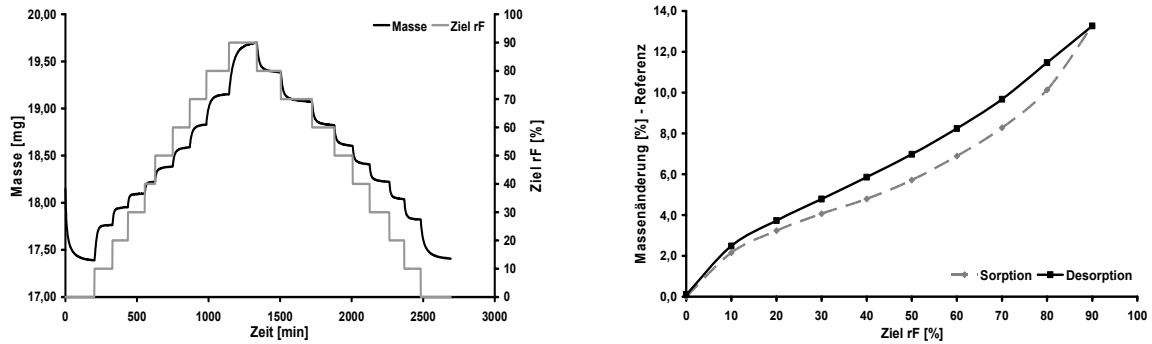 20,00
19,50
19,00
18,50
18,00
17,50
17,00
Masse [mg]
Masse
Ziel rF
100
90
80
70
60
50
40
30
20
10
0
Ziel rF [%]
0 500 1000 1500 2000 2500 3000
Zeit [min]
14,0
12,0
10,0
8,0
6,0
4,0
2,0
0,0
Massenänderung [%] - Referenz
Sorption
Desorption
0 10 20 30 40 50 60 70 80 90 100
Ziel rF [%]